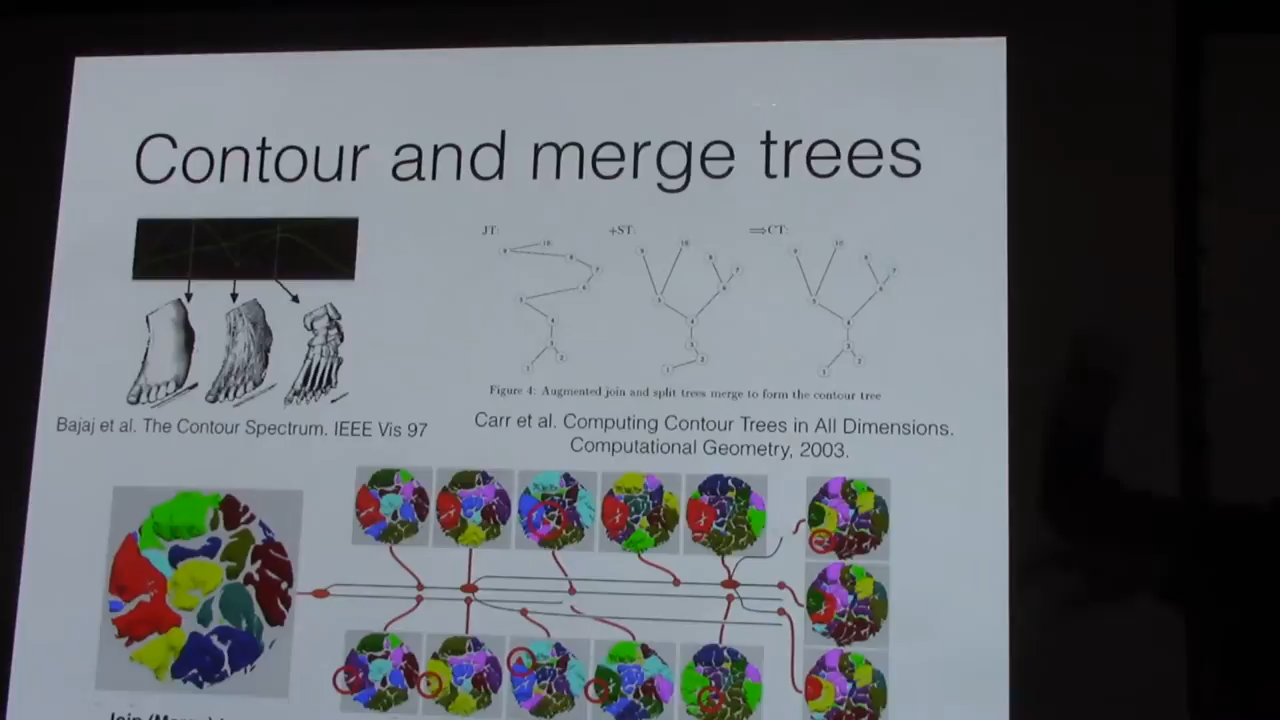 Contour and merge trees
JT:
+ST:
⟹CT:
Figure 4: Augmented join and split trees merge to form the contour tree
Bajaj et al. The Contour Spectrum. IEEE Vis 97
Carr et al. Computing Contour Trees in All Dimensions.
Computational Geometry, 2003.